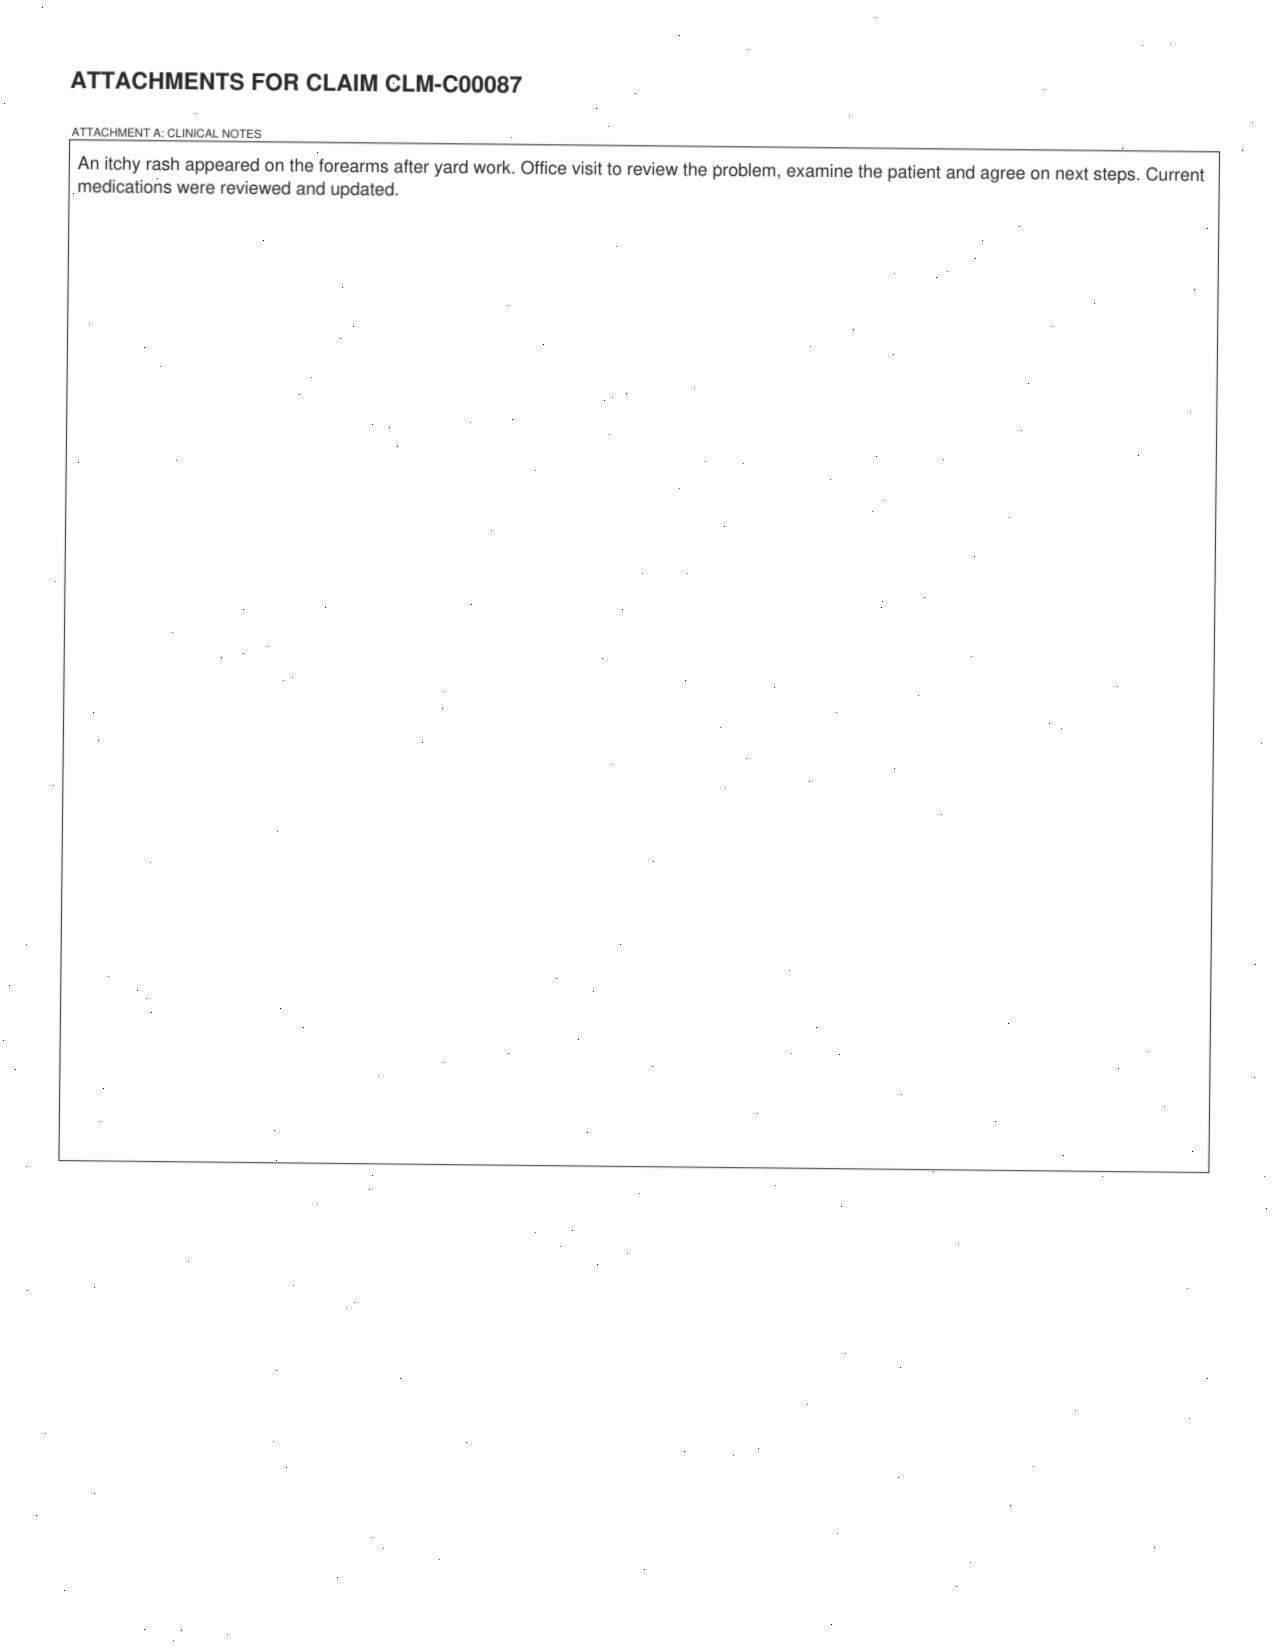 ATTACHMENTS FOR CLAIM CLM-C00087
ATTACHMENT A: CLINICAL NOTES
An itchy rash appeared on the forearms after yard work. Office visit to review the problem, examine the patient and agree on next steps. Current
medications were reviewed and updated.